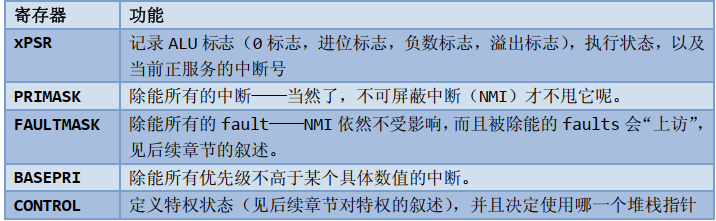 寄存器 功能
xPSR 记录 ALU 标志（0 标志，进位标志，负数标志，溢出标志），执行状态，以及
当前正服务的中断号
PRIMASK 除能所有的中断——当然了，不可屏蔽中断（NMI）才不甩它呢。
FAULTMASK 除能所有的 fault——NMI 依然不受影响，而且被除能的 faults 会“上访”，
见后续章节的叙述。
BASEPRI 除能所有优先级不高于某个具体数值的中断。
CONTROL 定义特权状态（见后续章节对特权的叙述），并且决定使用哪一个堆栈指针